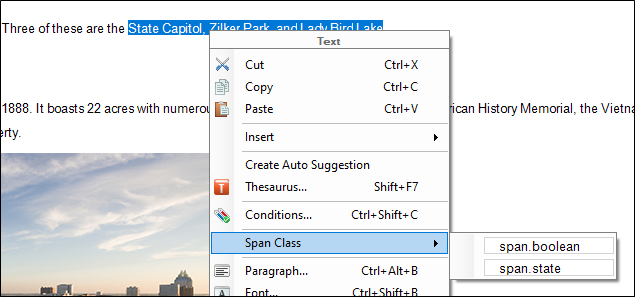 Three of these are the State Capitol, Zilker Park, and Lady Bird Lake
Text
Cut Ctrl+X
Copy Ctrl+C
Paste Ctrl+V
1888. It boasts 22 acres with numerou
rican History Memorial, the Vietna
erty.
Insert
Create Auto Suggestion
Thesaurus... Shift+F7
Conditions... Ctrl+Shift+C
Span Class
span.boolean
span.state
Paragraph... Ctrl+Alt+B
Font... Ctrl+Shift+B